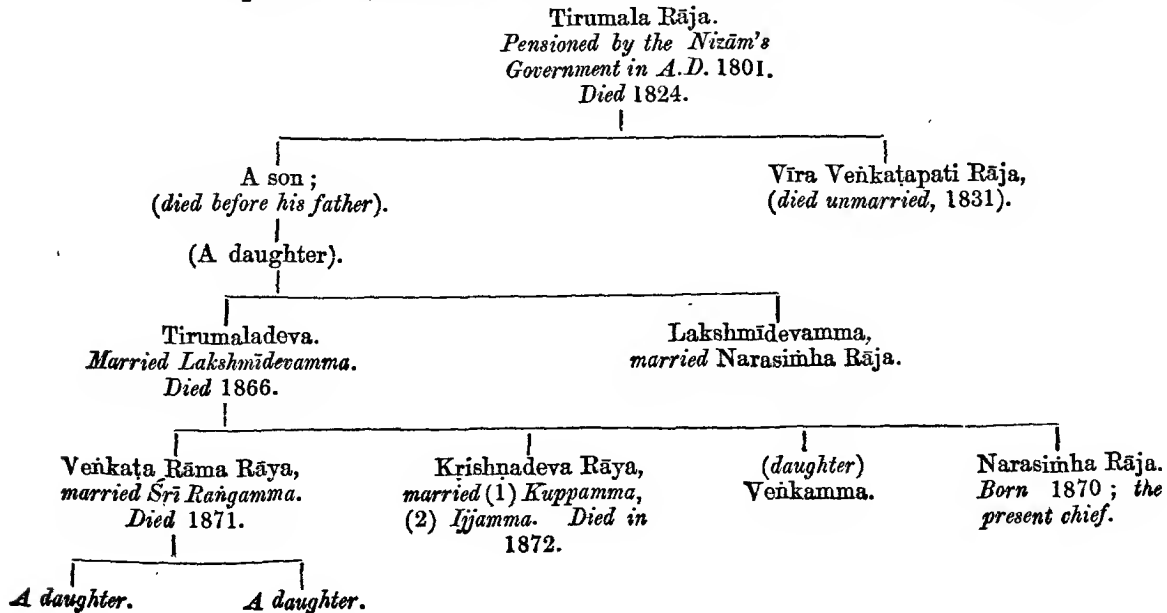 Tirumala Rāja.
Pensioned by the Nizām's
Government in A.D. 1801.
Died 1824.
A son;
(died before his father).
Vīra Veṅkaṭapati Rāja,
(died unmarried, 1831).
(A daughter).
Tirumaladeva.
Married Lakshmīdevamma.
Died 1866.
Lakshmīdevamma,
married Narasiṁha Rāja.
Veṅkaṭa Rāma Rāya,
married Śrī Raṅgamma.
Died 1871.
Kṛishṇadeva Rāya,
married (1) Kuppamma,
(2) Ijjamma. Died in
1872.
(daughter)
Veṅkamma.
Narasiṁha Rāja.
Born 1870; the
present chief.
A daughter.
A daughter.